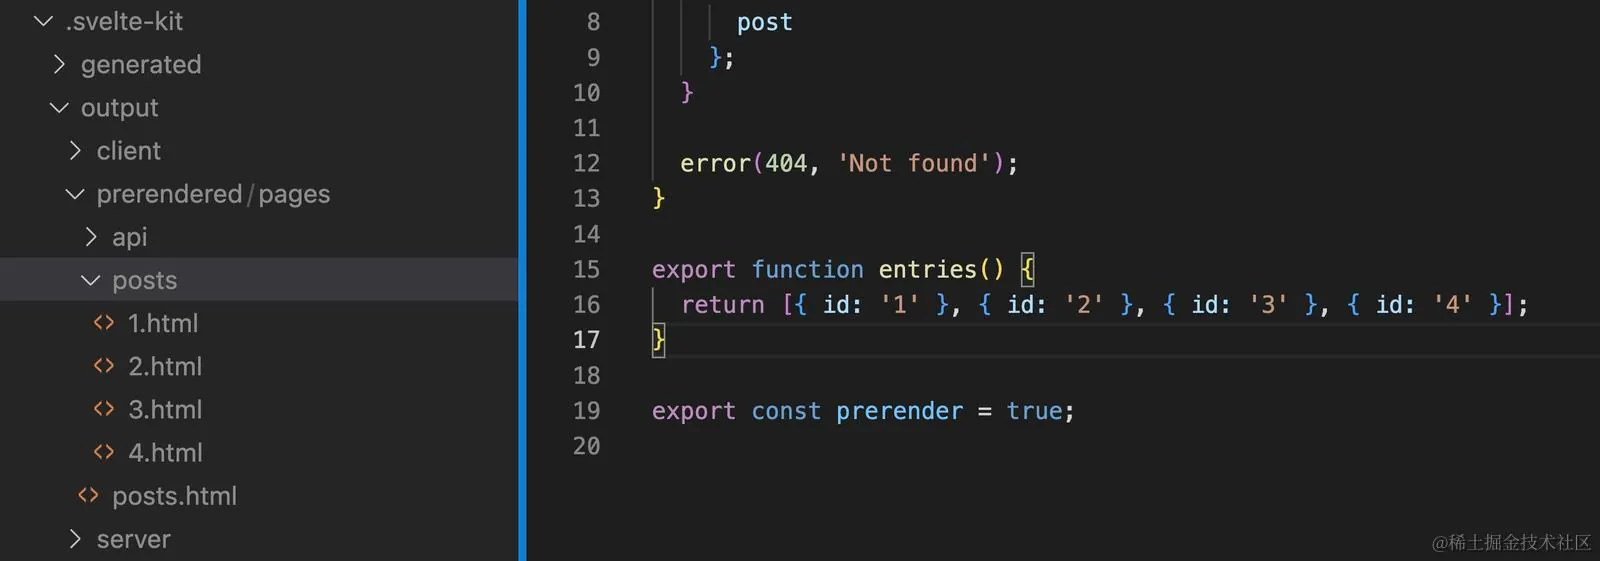 .svelte-kit
generated
output
client
prerendered/pages
api
posts
1.html
2.html
3.html
4.html
posts.html
server
8 post
9 };
10 }
11
12 error(404, 'Not found');
13 }
14
15 export function entries() {
16 return [{ id: '1' }, { id: '2' }, { id: '3' }, { id: '4' }];
17 }
18
19 export const prerender = true;
20
@稀土掘金技术社区